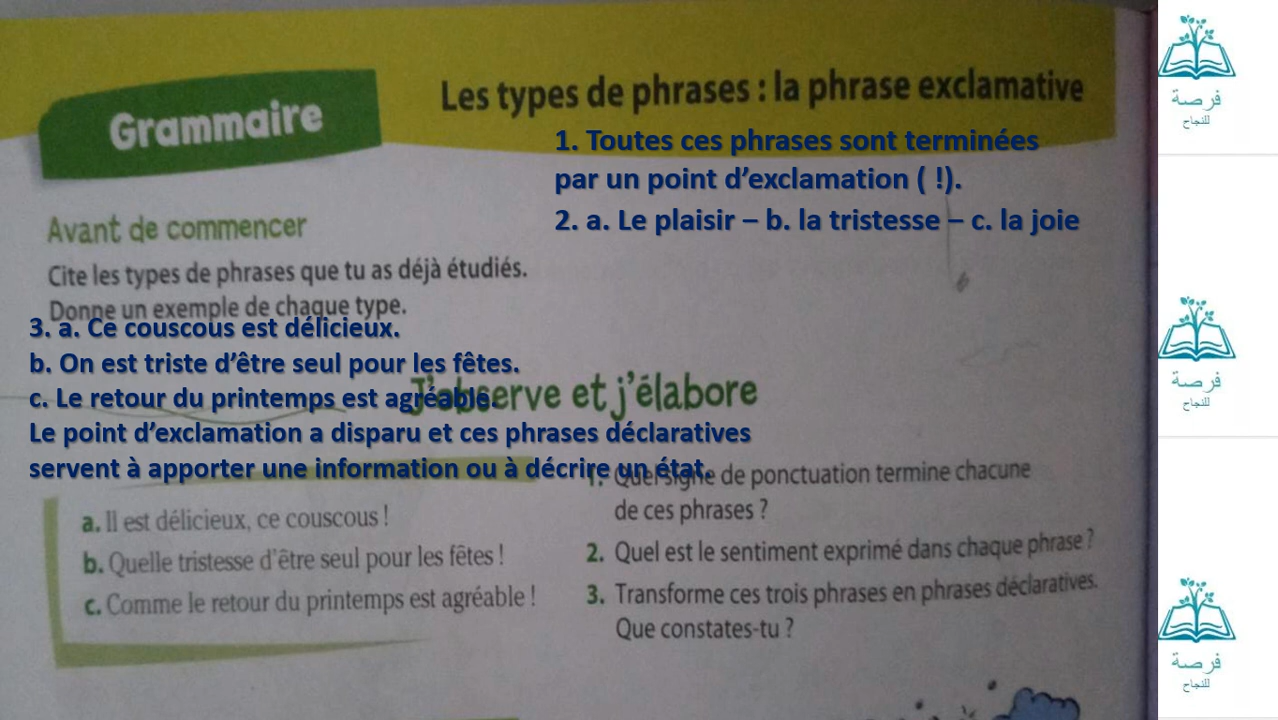 Grammaire
Les types de phrases : la phrase exclamative
1. Toutes ces phrases sont terminées
par un point d’exclamation ( !).
2. a. Le plaisir – b. la tristesse – c. la joie
Avant de commencer
Cite les types de phrases que tu as déjà étudiés.
Donne un exemple de chaque type.
3. a. Ce couscous est délicieux.
b. On est triste d’être seul pour les fêtes.
c. Le retour du printemps est agréable.
Le point d’exclamation a disparu et ces phrases déclaratives
servent à apporter une information ou à décrire un état.
J’observe et j’élabore
a. Il est délicieux, ce couscous !
b. Quelle tristesse d’être seul pour les fêtes !
c. Comme le retour du printemps est agréable !
1. Quel signe de ponctuation termine chacune
de ces phrases ?
2. Quel est le sentiment exprimé dans chaque phrase ?
3. Transforme ces trois phrases en phrases déclaratives.
Que constates-tu ?
فرصة
للنجاح
فرصة
للنجاح
فرصة
للنجاح